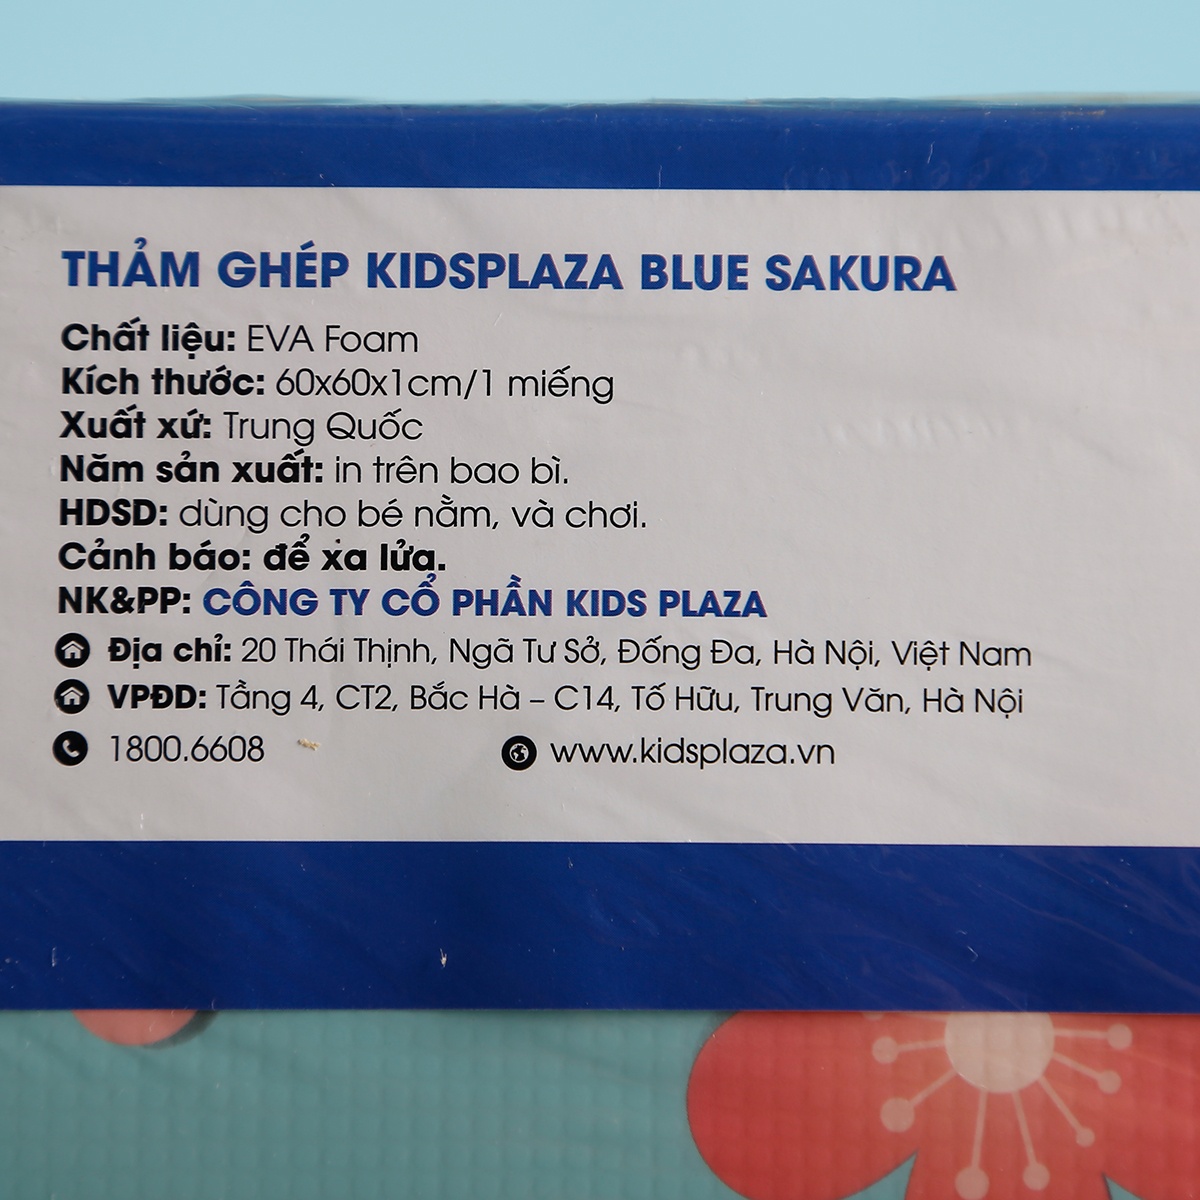 THẢM GHÉP KIDSPLAZA BLUE SAKURA
Chất liệu: EVA Foam
Kích thước: 60x60x1cm/1 miếng
Xuất xứ: Trung Quốc
Năm sản xuất: in trên bao bì.
HDSD: dùng cho bé nằm, và chơi.
Cảnh báo: để xa lửa.
NK&PP: CÔNG TY CỔ PHẦN KIDS PLAZA
Địa chỉ: 20 Thái Thịnh, Ngã Tư Sở, Đống Đa, Hà Nội, Việt Nam
VPĐD: Tầng 4, CT2, Bắc Hà – C14, Tố Hữu, Trung Văn, Hà Nội
1800.6608 www.kidsplaza.vn